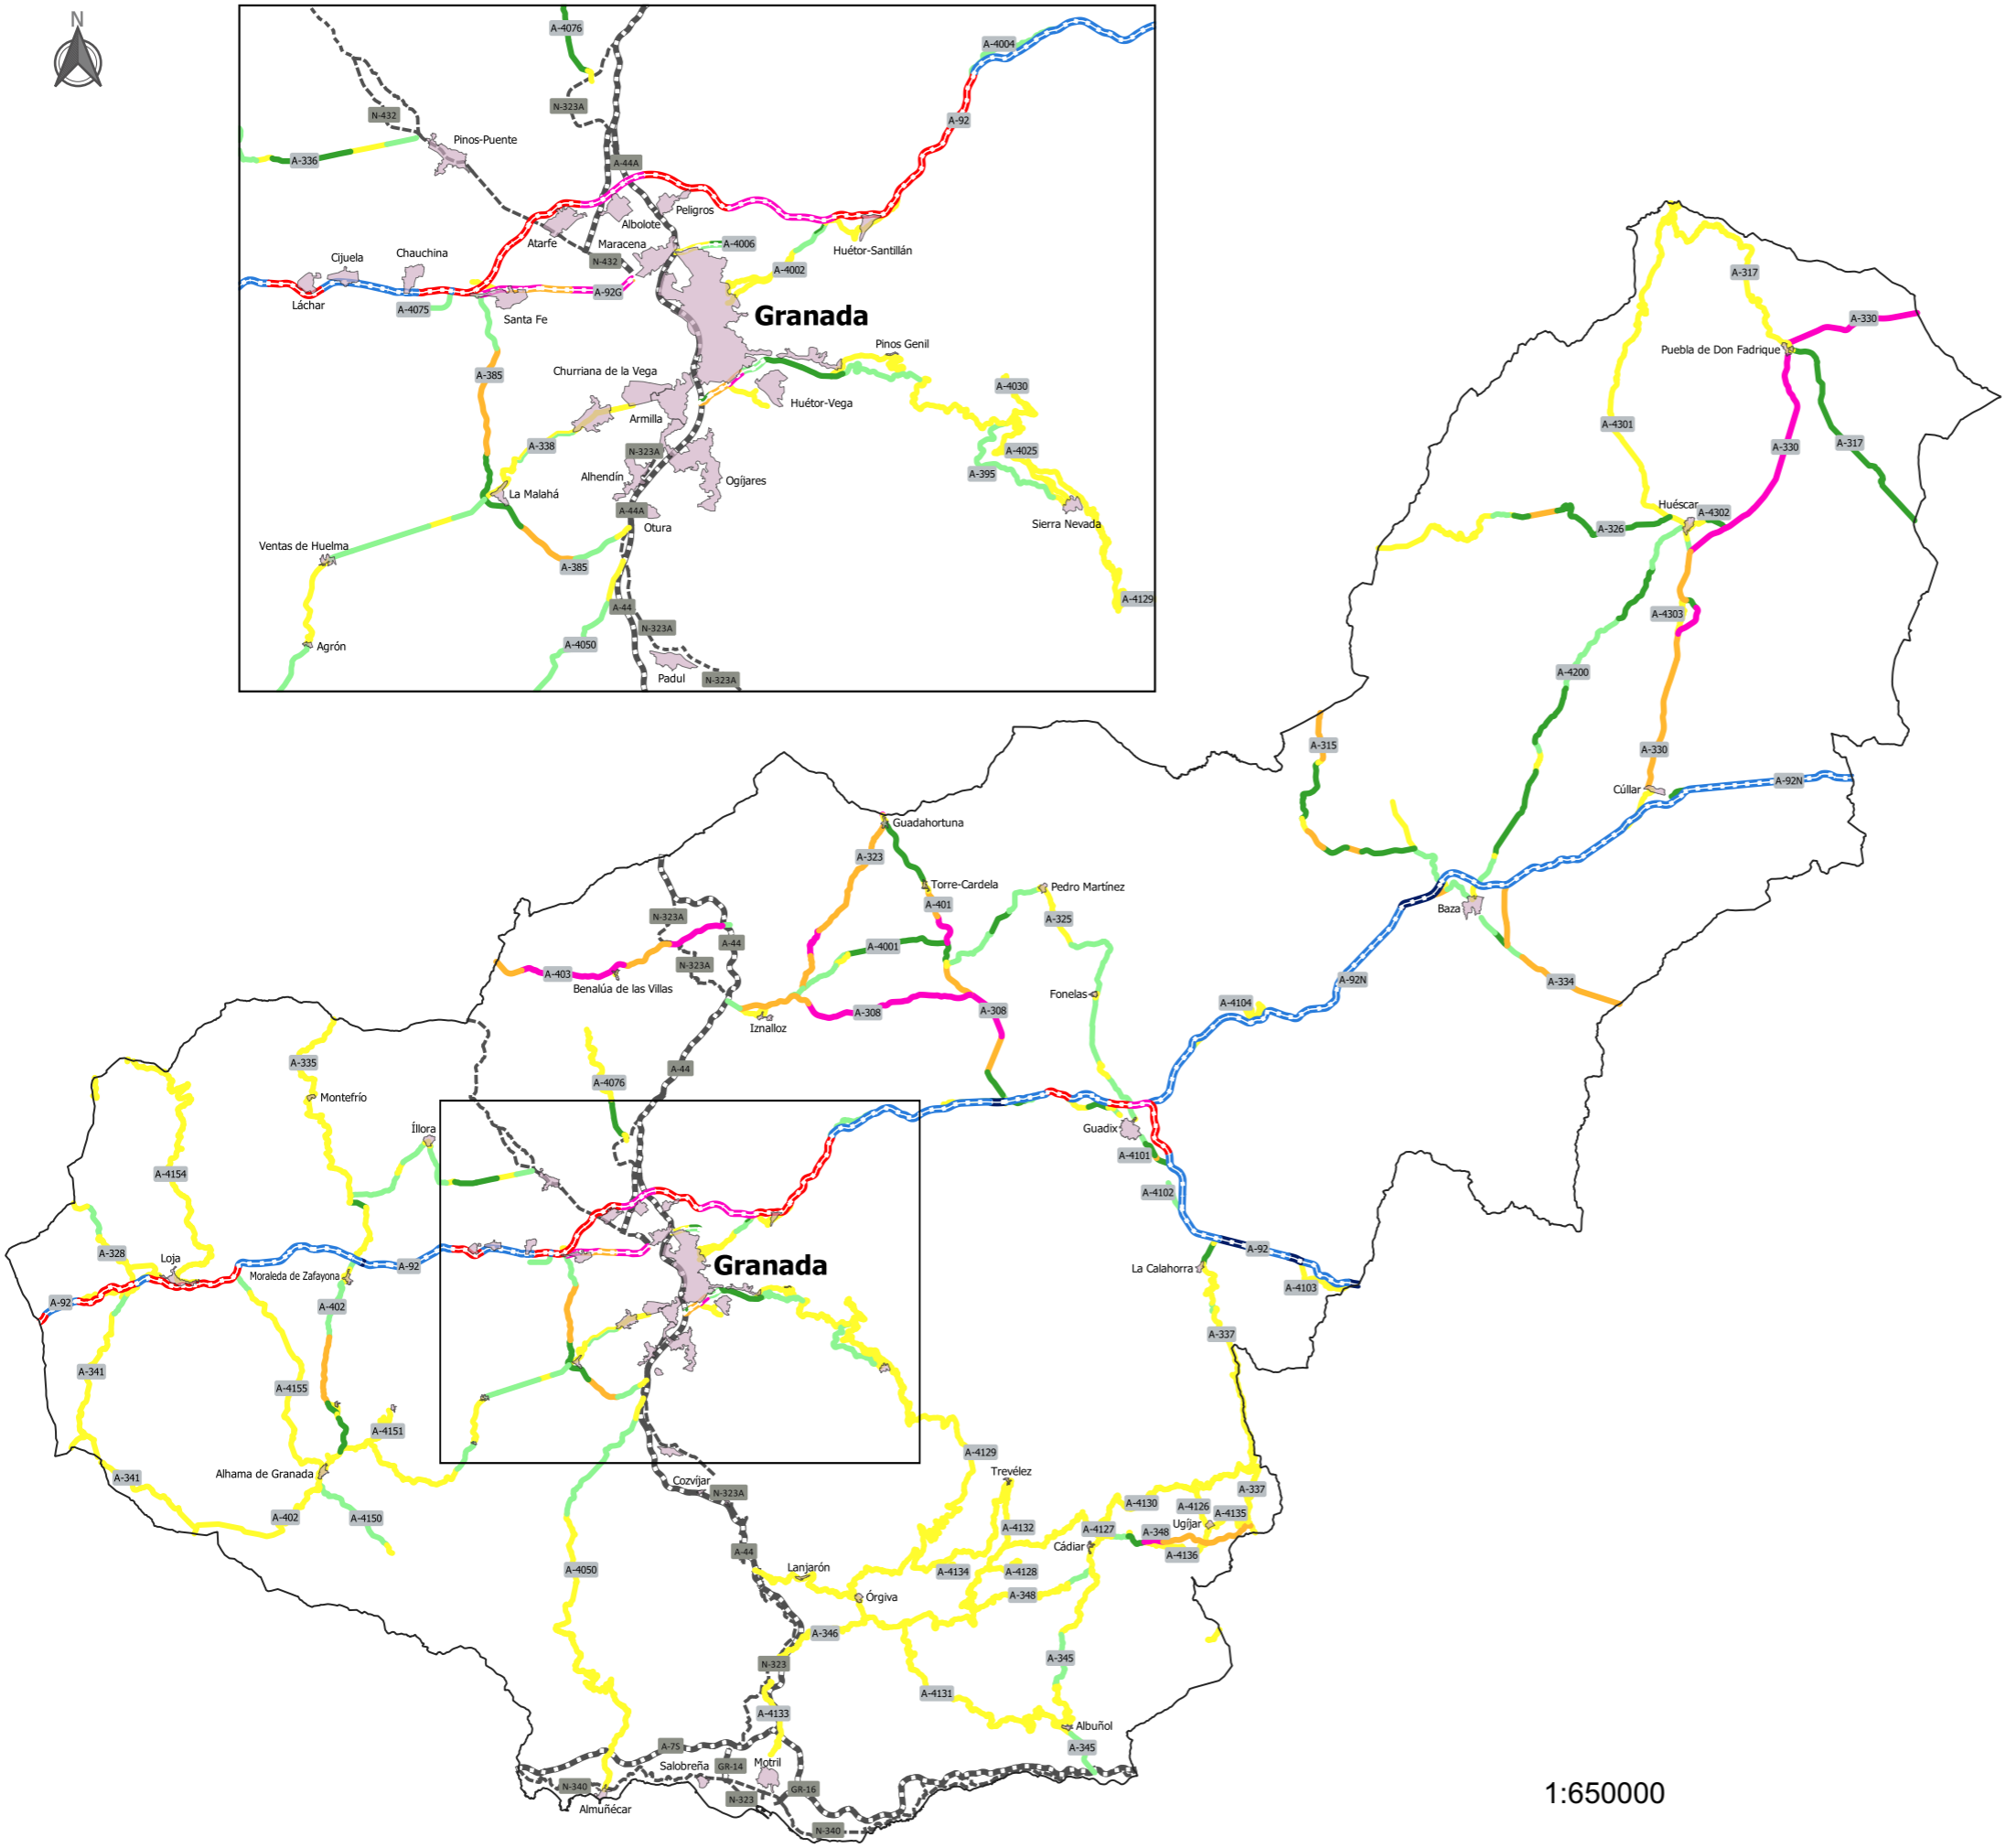 N
A-4076
A-4004
N-323A
N-432
A-92
Pinos-Puente
A-336
A-44A
Peligros
Albolote
Atarfe
Maracena
A-4006
Huétor-Santillán
Chauchina
Cijuela
N-432
A-4002
Láchar
A-92G
A-4075
Santa Fe
Granada
Pinos Genil
Churriana de la Vega
A-385
A-4030
Huétor-Vega
Armilla
A-338
N-323A
A-4025
Alhendín
Ogíjares
A-395
La Malahá
A-44A
Otura
Sierra Nevada
Ventas de Huelma
A-385
A-4129
A-44
N-323A
A-4050
Agrón
Padul
N-323A
A-317
A-330
Puebla de Don Fadrique
A-4301
A-330
A-317
Huéscar
A-4302
A-326
A-4303
A-4200
A-315
A-330
A-92N
Cúllar
Guadahortuna
A-323
Torre-Cardela
Pedro Martínez
A-401
Baza
N-323A
A-325
A-44
A-4001
N-323A
A-403
A-92N
A-334
Benalúa de las Villas
Fonelas
A-4104
A-308
A-308
Iznalloz
A-335
A-44
A-4076
Montefrío
Íllora
Guadix
A-4101
A-4154
A-4102
A-328
Loja
A-92
Granada
A-92
Moraleda de Zafayona
La Calahorra
A-4103
A-92
A-402
A-337
A-341
A-4155
A-4151
A-4129
Alhama de Granada
Trevélez
A-341
Cozvíjar
N-323A
A-337
A-4130
A-4126
A-4135
A-402
A-4150
A-4132
A-4127
A-348
Ugíjar
Cádiar
A-44
A-4136
Lanjarón
A-4050
A-4134
A-4128
A-348
Órgiva
A-346
N-323
A-345
A-4131
A-4133
Albuñol
A-7S
A-345
Salobreña
GR-14
Motril
N-340
GR-16
1:650000
N-323
Almuñécar
N-340